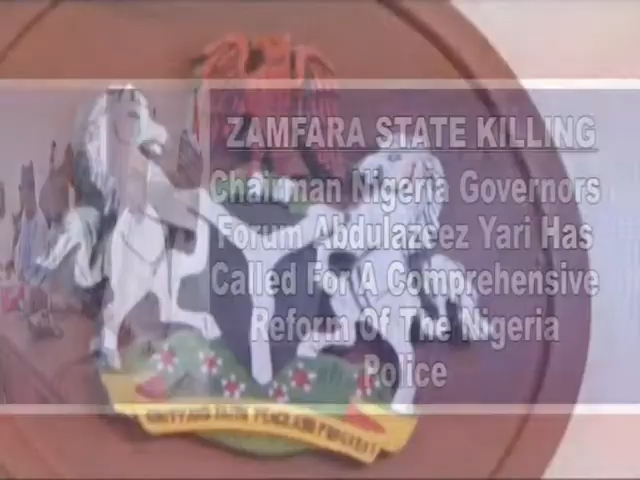 ZAMFARA STATE KILLING
Chairman Nigeria Governors
Forum Abdulazeez Yari Has
Called For A Comprehensive
Reform Of The Nigeria
Police